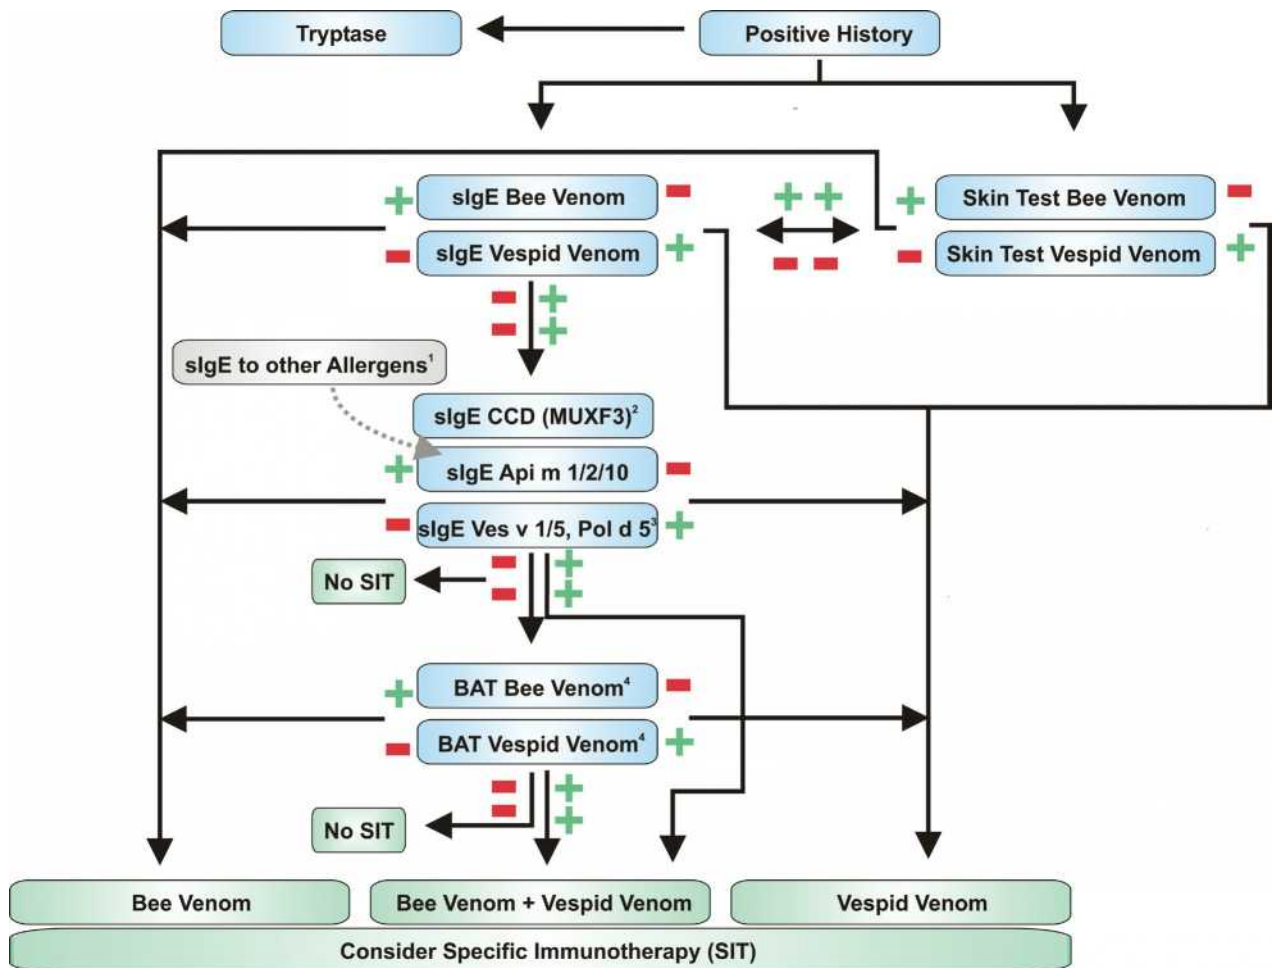 Tryptase
Positive History
sIgE Bee Venom
Skin Test Bee Venom
sIgE Vespid Venom
Skin Test Vespid Venom
sIgE to other Allergens¹
sIgE CCD (MUXF3)²
sIgE Api m 1/2/10
sIgE Ves v 1/5, Pol d 5³
No SIT
BAT Bee Venom⁴
BAT Vespid Venom⁴
No SIT
Bee Venom
Bee Venom + Vespid Venom
Vespid Venom
Consider Specific Immunotherapy (SIT)